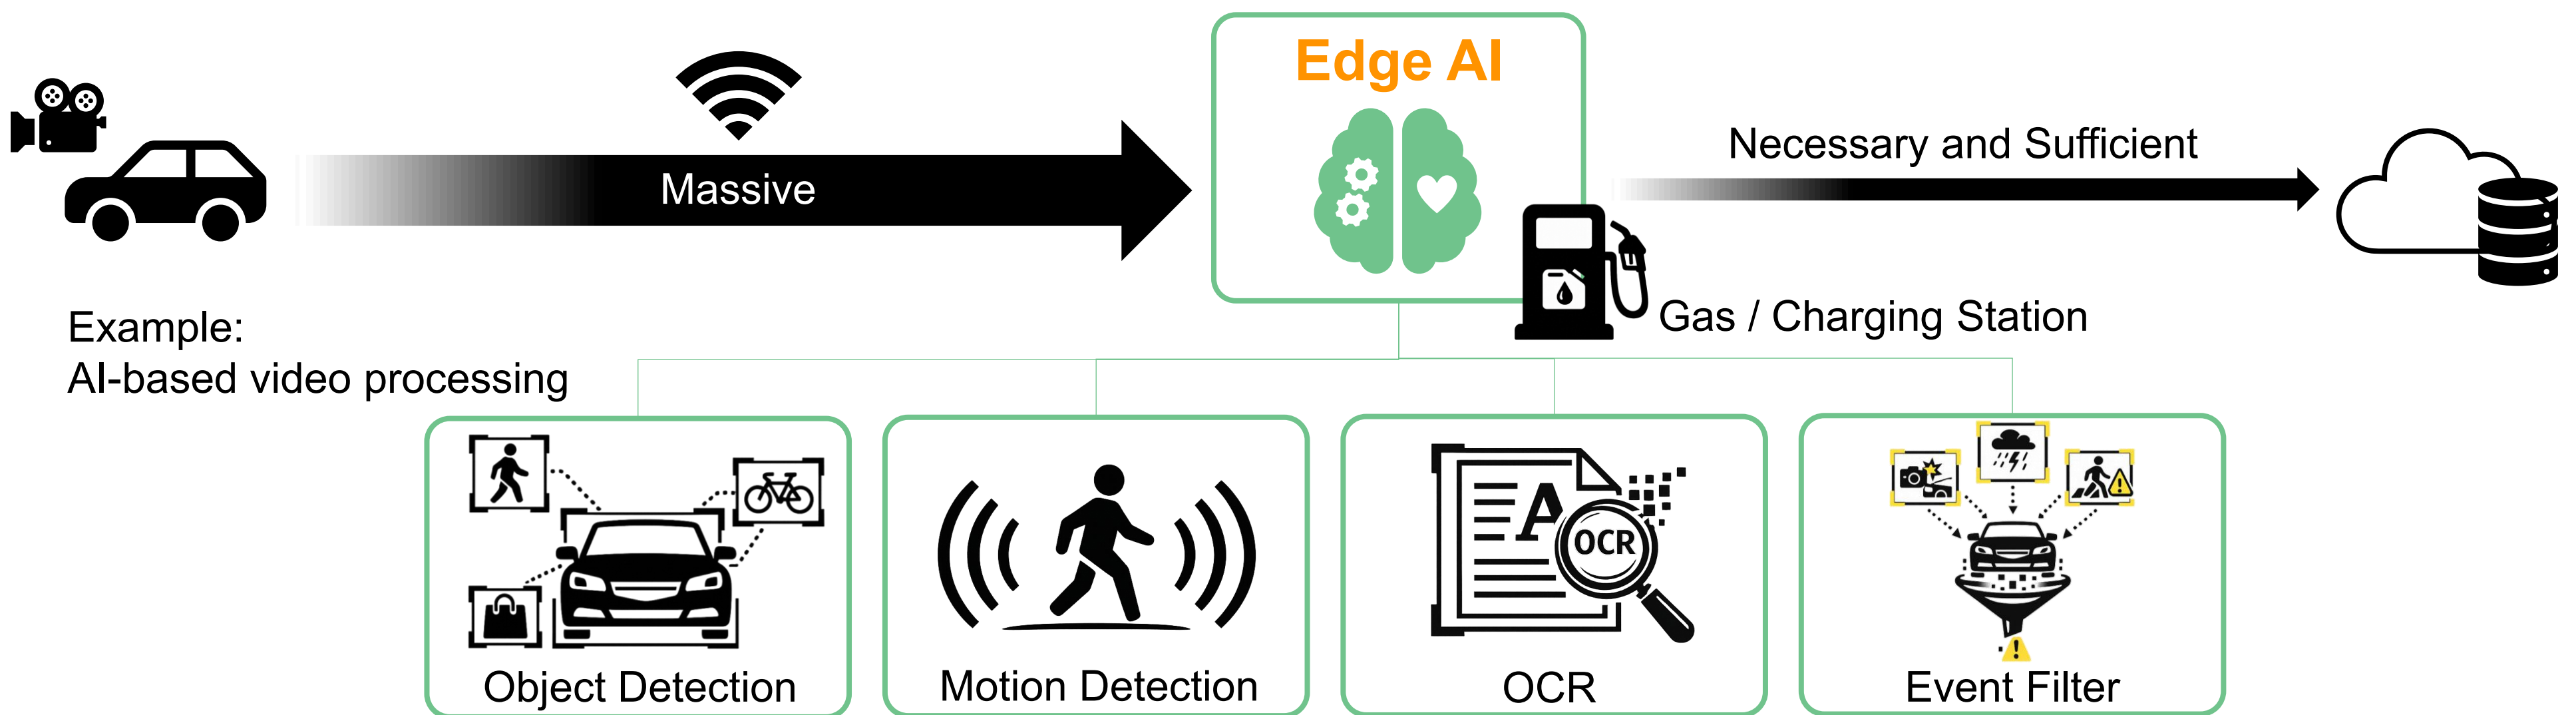 Edge AI
Massive
Necessary and Sufficient
Gas / Charging Station
Example:
AI-based video processing
A
OCR
Object Detection
Motion Detection
OCR
Event Filter